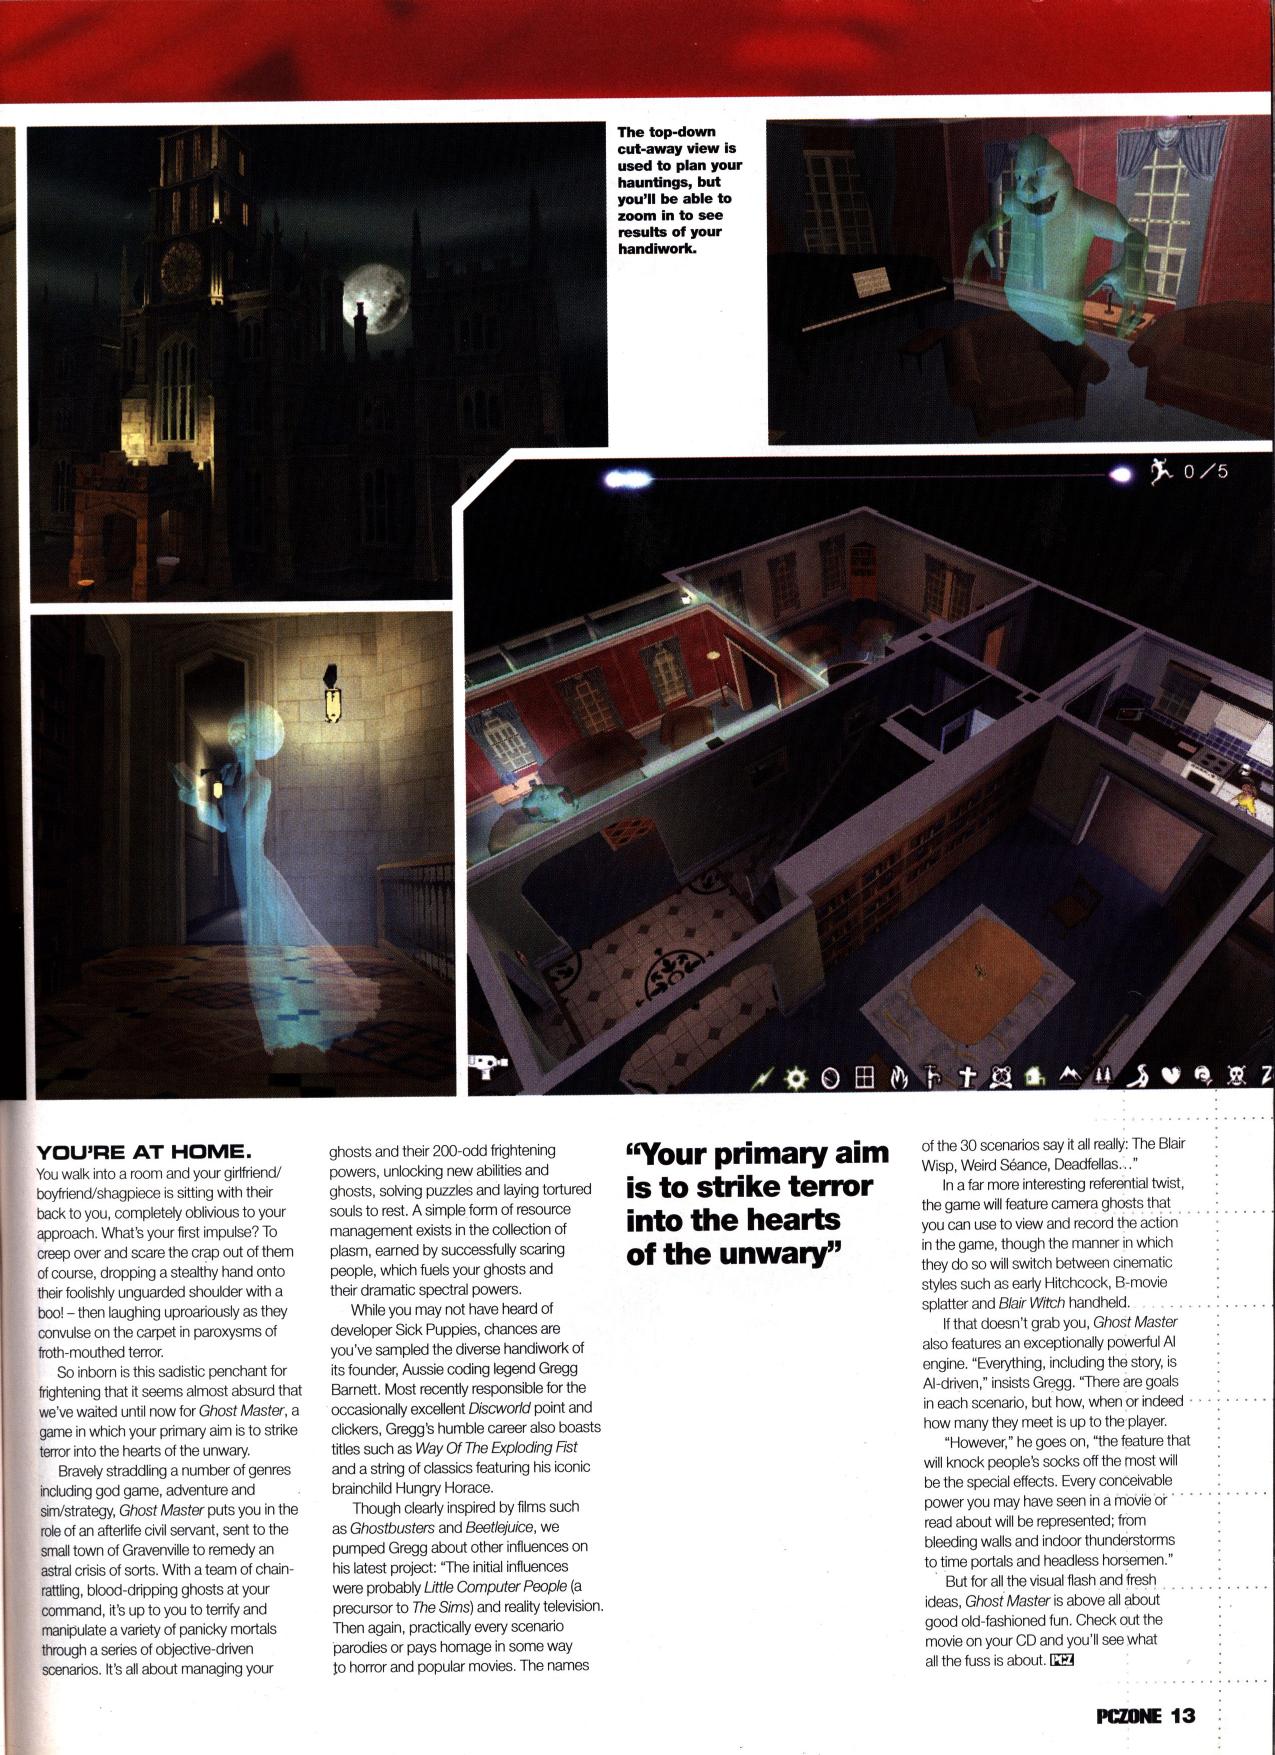 The top-down
cut-away view is
used to plan your
hauntings, but
you'll be able to
zoom in to see
results of your
handiwork.
0/5
YOU'RE AT HOME.
You walk into a room and your girlfriend/
boyfriend/shagpiece is sitting with their
back to you, completely oblivious to your
approach. What's your first impulse? To
creep over and scare the crap out of them
of course, dropping a stealthy hand onto
their foolishly unguarded shoulder with a
boo! – then laughing uproariously as they
convulse on the carpet in paroxysms of
froth-mouthed terror.
So inborn is this sadistic penchant for
frightening that it seems almost absurd that
we've waited until now for Ghost Master, a
game in which your primary aim is to strike
terror into the hearts of the unwary.
Bravely straddling a number of genres
including god game, adventure and
sim/strategy, Ghost Master puts you in the
role of an afterlife civil servant, sent to the
small town of Gravenville to remedy an
astral crisis of sorts. With a team of chain-
rattling, blood-dripping ghosts at your
command, it's up to you to terrify and
manipulate a variety of panicky mortals
through a series of objective-driven
scenarios. It's all about managing your
ghosts and their 200-odd frightening
powers, unlocking new abilities and
ghosts, solving puzzles and laying tortured
souls to rest. A simple form of resource
management exists in the collection of
plasm, earned by successfully scaring
people, which fuels your ghosts and
their dramatic spectral powers.
While you may not have heard of
developer Sick Puppies, chances are
you've sampled the diverse handiwork of
its founder, Aussie coding legend Gregg
Barnett. Most recently responsible for the
occasionally excellent Discworld point and
clickers, Gregg's humble career also boasts
titles such as Way Of The Exploding Fist
and a string of classics featuring his iconic
brainchild Hungry Horace.
Though clearly inspired by films such
as Ghostbusters and Beetlejuice, we
pumped Gregg about other influences on
his latest project: “The initial influences
were probably Little Computer People (a
precursor to The Sims) and reality television.
Then again, practically every scenario
parodies or pays homage in some way
to horror and popular movies. The names
“Your primary aim
is to strike terror
into the hearts
of the unwary”
of the 30 scenarios say it all really: The Blair
Wisp, Weird Séance, Deadfellas…”
In a far more interesting referential twist,
the game will feature camera ghosts that
you can use to view and record the action
in the game, though the manner in which
they do so will switch between cinematic
styles such as early Hitchcock, B-movie
splatter and Blair Witch handheld.
If that doesn't grab you, Ghost Master
also features an exceptionally powerful AI
engine. “Everything, including the story, is
AI-driven,” insists Gregg. “There are goals
in each scenario, but how, when or indeed
how many they meet is up to the player.
“However,” he goes on, “the feature that
will knock people's socks off the most will
be the special effects. Every conceivable
power you may have seen in a movie or
read about will be represented; from
bleeding walls and indoor thunderstorms
to time portals and headless horsemen.”
But for all the visual flash and fresh
ideas, Ghost Master is above all about
good old-fashioned fun. Check out the
movie on your CD and you'll see what
all the fuss is about. PCZ
PCZONE 13